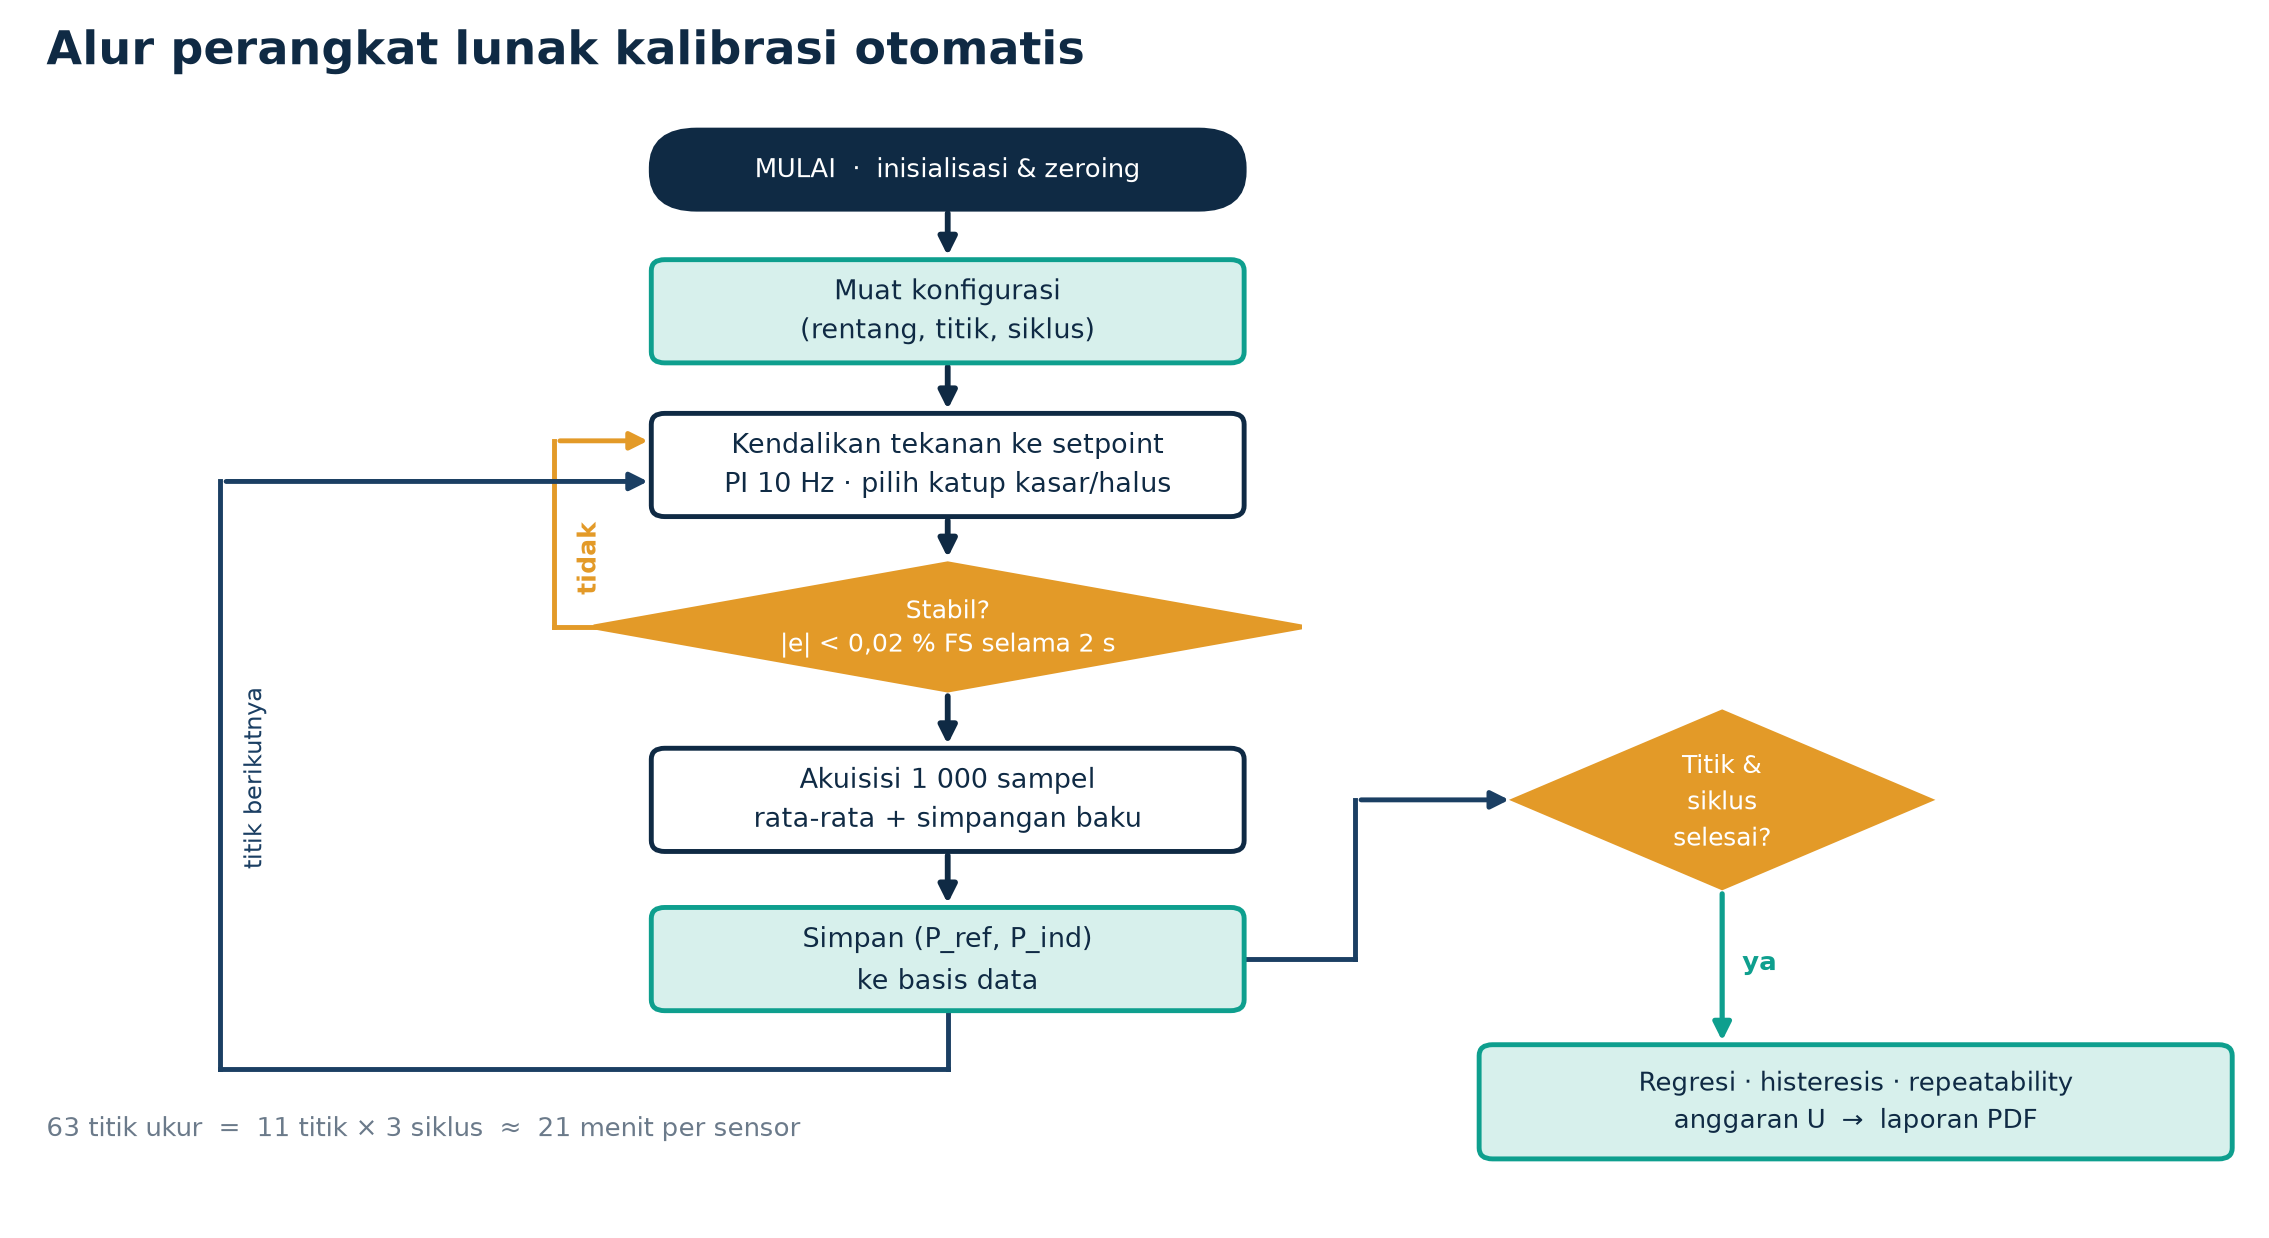 Alur perangkat lunak kalibrasi otomatis
MULAI · inisialisasi & zeroing
Muat konfigurasi
(rentang, titik, siklus)
Kendalikan tekanan ke setpoint
PI 10 Hz · pilih katup kasar/halus
tidak
Stabil?
|e| < 0,02 % FS selama 2 s
titik berikutnya
Akuisisi 1 000 sampel
rata-rata + simpangan baku
Simpan (P_ref, P_ind)
ke basis data
Titik &
siklus
selesai?
ya
Regresi · histeresis · repeatability
anggaran U → laporan PDF
63 titik ukur = 11 titik × 3 siklus ≈ 21 menit per sensor